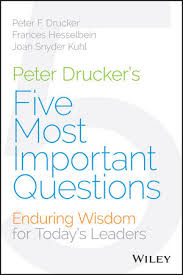 Peter F. Drucker
Frances Hesselbein
Joan Snyder Kuhl
Peter Drucker's
Five
Most
Important
Questions
Enduring Wisdom
for Today's Leaders
WILEY